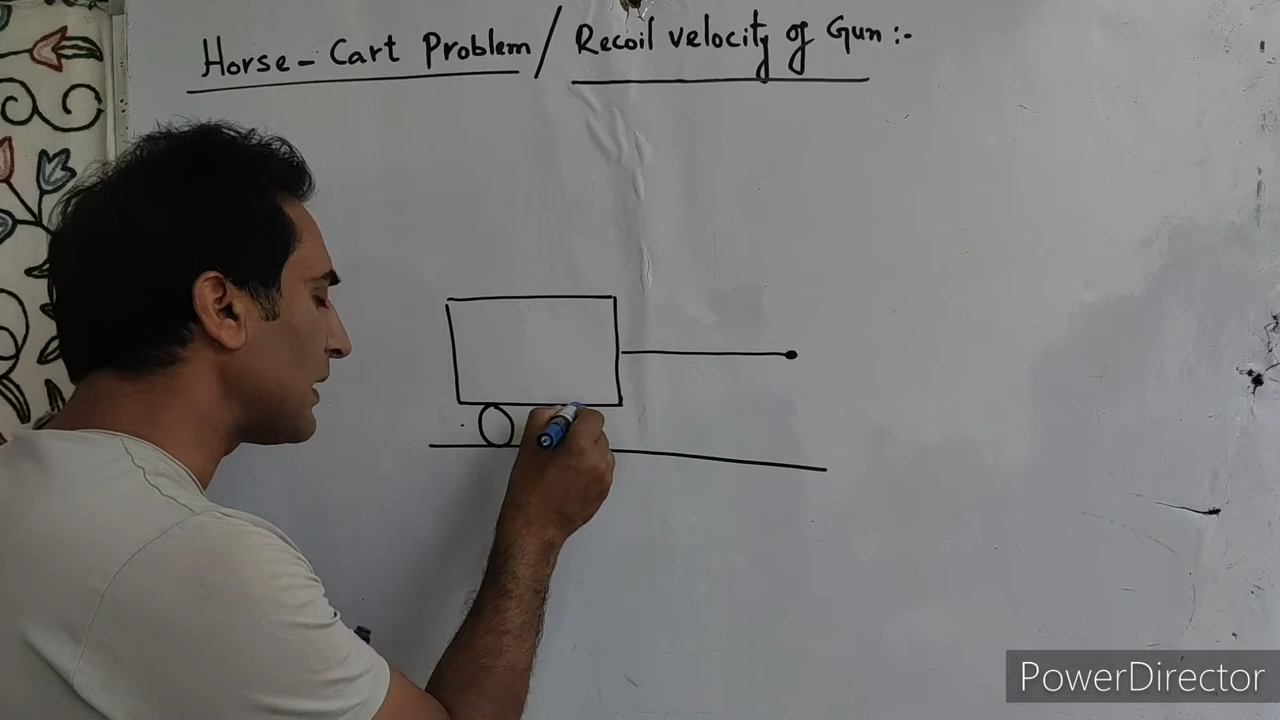 Horse - Cart Problem / Recoil velocity of Gun :-
PowerDirector